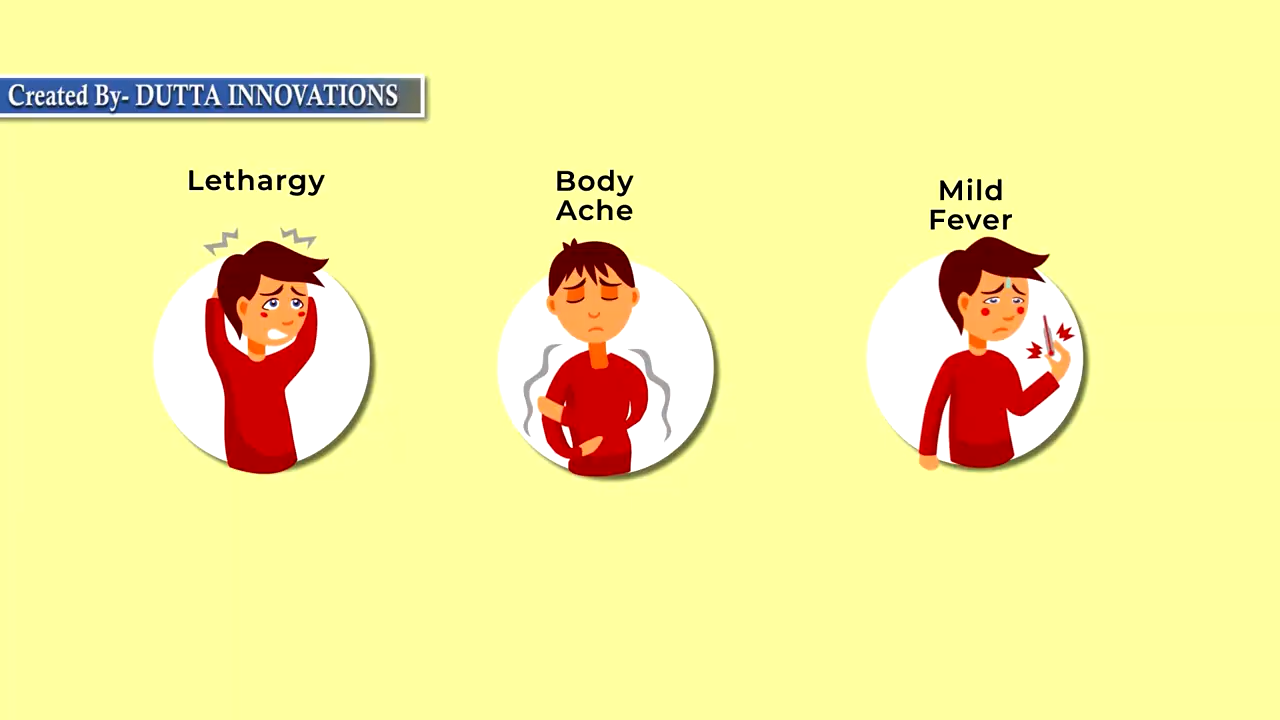 Created By- DUTTA INNOVATIONS
Lethargy
Body
Ache
Mild
Fever